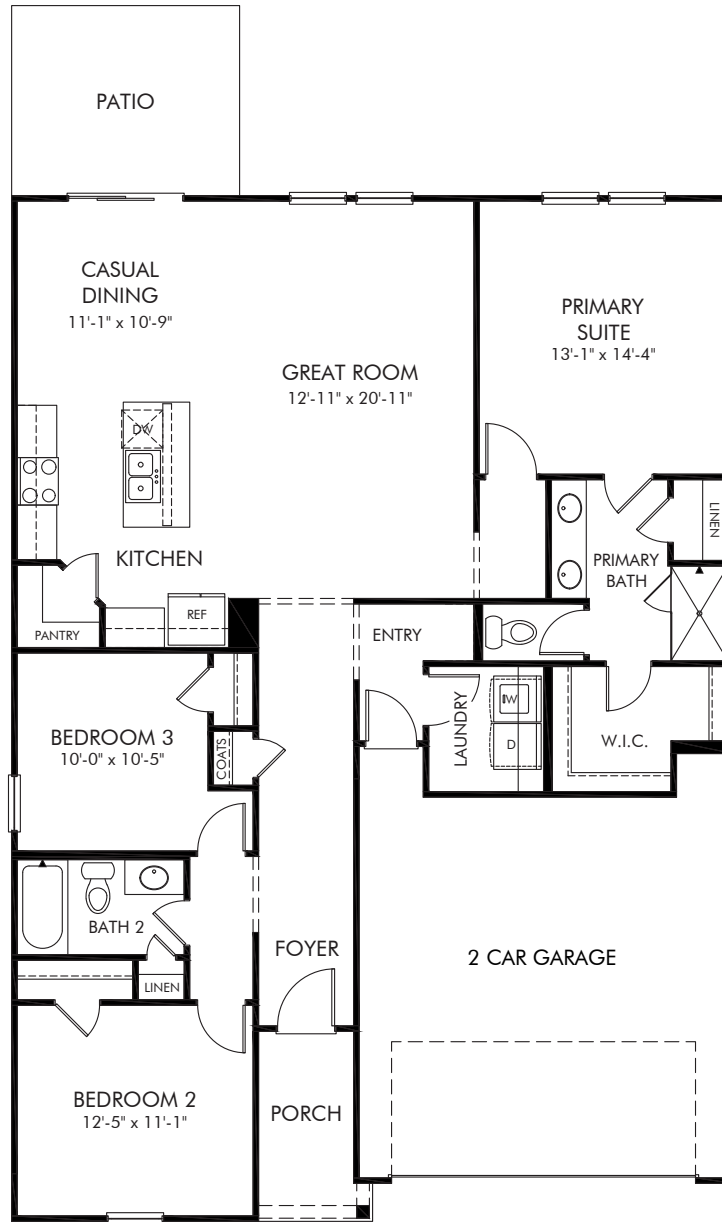 PATIO
CASUAL
DINING
11'-1" x 10'-9"
PRIMARY
SUITE
13'-1" x 14'-4"
GREAT ROOM
12'-11" x 20'-11"
DW
LINEN
KITCHEN
PRIMARY
BATH
REF
PANTRY
ENTRY
LAUNDRY
W
D
W.I.C.
BEDROOM 3
10'-0" x 10'-5"
COATS
BATH 2
LINEN
FOYER
2 CAR GARAGE
BEDROOM 2
12'-5" x 11'-1"
PORCH